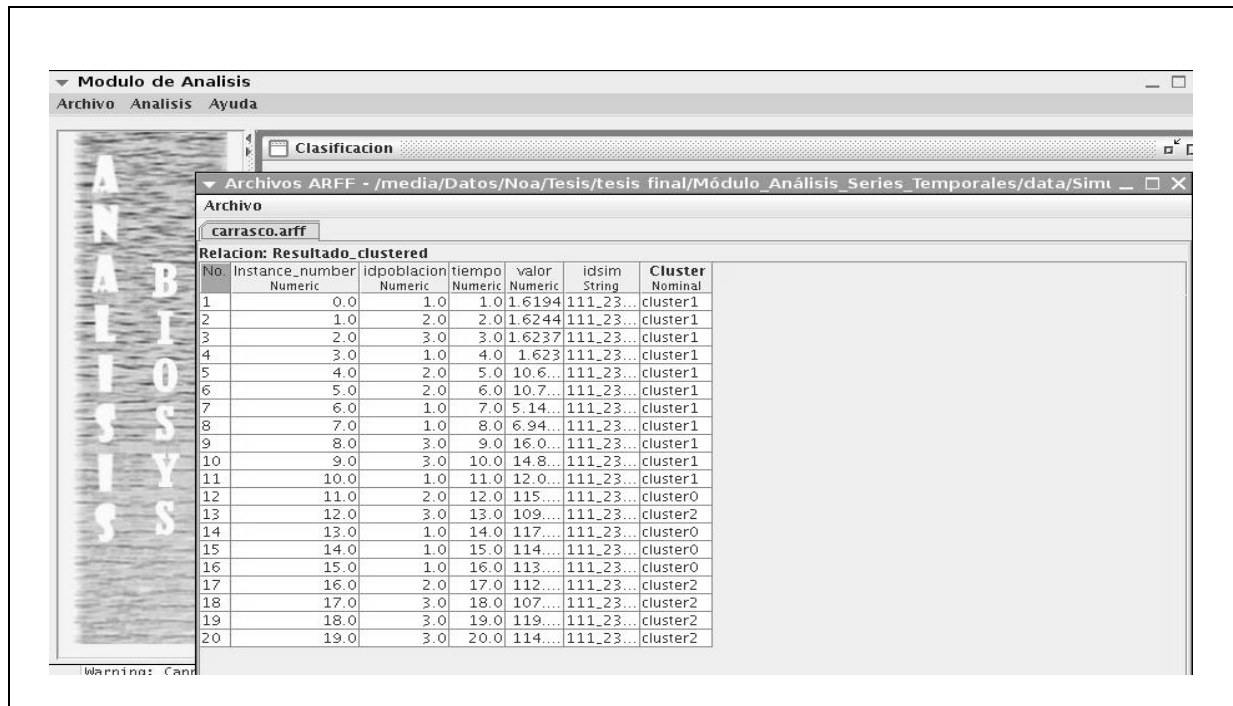 Modulo de Analisis
Archivo Analisis Ayuda
ANALISIS
BIOSYS
Clasificacion
Archivos ARFF - /media/Datos/Noa/Tesis/tesis final/Módulo_Análisis_Series_Temporales/data/Simu
Archivo
carrasco.arff
Relacion: Resultado_clustered
No. Instance_number idpoblacion tiempo valor idsim Cluster
Numeric Numeric Numeric Numeric String Nominal
1 0.0 1.0 1.0 1.6194 111_23... cluster1
2 1.0 2.0 2.0 1.6244 111_23... cluster1
3 2.0 3.0 3.0 1.6237 111_23... cluster1
4 3.0 1.0 4.0 1.623 111_23... cluster1
5 4.0 2.0 5.0 10.6... 111_23... cluster1
6 5.0 2.0 6.0 10.7... 111_23... cluster1
7 6.0 1.0 7.0 5.14... 111_23... cluster1
8 7.0 1.0 8.0 6.94... 111_23... cluster1
9 8.0 3.0 9.0 16.0... 111_23... cluster1
10 9.0 3.0 10.0 14.8... 111_23... cluster1
11 10.0 1.0 11.0 12.0... 111_23... cluster1
12 11.0 2.0 12.0 115.... 111_23... cluster0
13 12.0 3.0 13.0 109.... 111_23... cluster2
14 13.0 1.0 14.0 117.... 111_23... cluster0
15 14.0 1.0 15.0 114.... 111_23... cluster0
16 15.0 1.0 16.0 113.... 111_23... cluster0
17 16.0 2.0 17.0 112.... 111_23... cluster2
18 17.0 3.0 18.0 107.... 111_23... cluster2
19 18.0 3.0 19.0 119.... 111_23... cluster2
20 19.0 3.0 20.0 114.... 111_23... cluster2
Warning: